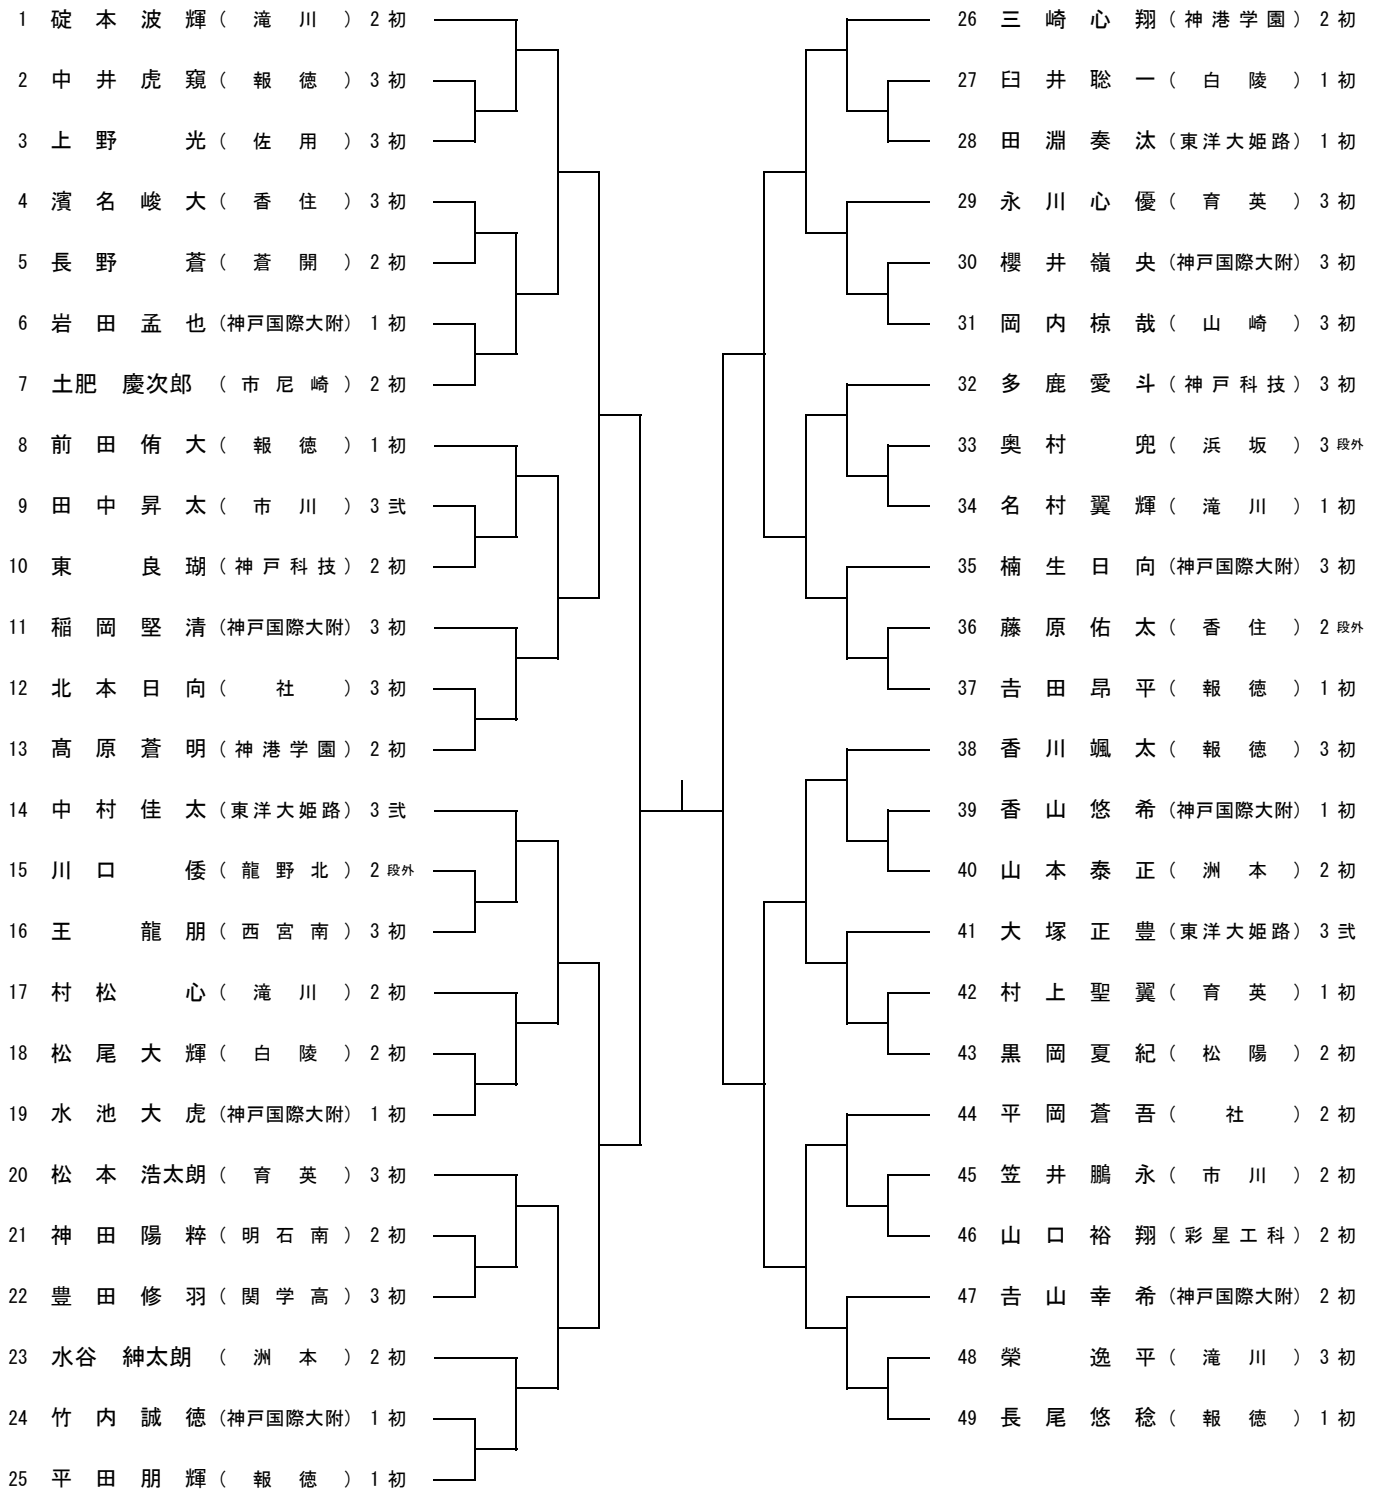 1 碇本波輝 (滝川) 2 初
2 中井虎窺 (報徳) 3 初
3 上野光 (佐用) 3 初
4 濱名峻大 (香住) 3 初
5 長野蒼 (蒼開) 2 初
6 岩田孟也 (神戸国際大附) 1 初
7 土肥 慶次郎 (市尼崎) 2 初
8 前田侑大 (報徳) 1 初
9 田中昇太 (市川) 3 弐
10 東良瑚 (神戸科技) 2 初
11 稲岡堅清 (神戸国際大附) 3 初
12 北本日向 (社) 3 初
13 髙原蒼明 (神港学園) 2 初
14 中村佳太 (東洋大姫路) 3 弐
15 川口倭 (龍野北) 2 段外
16 王龍朋 (西宮南) 3 初
17 村松心 (滝川) 2 初
18 松尾大輝 (白陵) 2 初
19 水池大虎 (神戸国際大附) 1 初
20 松本浩太朗 (育英) 3 初
21 神田陽粹 (明石南) 2 初
22 豊田修羽 (関学高) 3 初
23 水谷 紳太朗 (洲本) 2 初
24 竹内誠徳 (神戸国際大附) 1 初
25 平田朋輝 (報徳) 1 初
26 三崎心翔 (神港学園) 2 初
27 臼井聡一 (白陵) 1 初
28 田淵奏汰 (東洋大姫路) 1 初
29 永川心優 (育英) 3 初
30 櫻井嶺央 (神戸国際大附) 3 初
31 岡内椋哉 (山崎) 3 初
32 多鹿愛斗 (神戸科技) 3 初
33 奥村兜 (浜坂) 3 段外
34 名村翼輝 (滝川) 1 初
35 楠生日向 (神戸国際大附) 3 初
36 藤原佑太 (香住) 2 段外
37 𠮷田昂平 (報徳) 1 初
38 香川颯太 (報徳) 3 初
39 香山悠希 (神戸国際大附) 1 初
40 山本泰正 (洲本) 2 初
41 大塚正豊 (東洋大姫路) 3 弐
42 村上聖翼 (育英) 1 初
43 黒岡夏紀 (松陽) 2 初
44 平岡蒼吾 (社) 2 初
45 笠井鵬永 (市川) 2 初
46 山口裕翔 (彩星工科) 2 初
47 𠮷山幸希 (神戸国際大附) 2 初
48 榮逸平 (滝川) 3 初
49 長尾悠稔 (報徳) 1 初